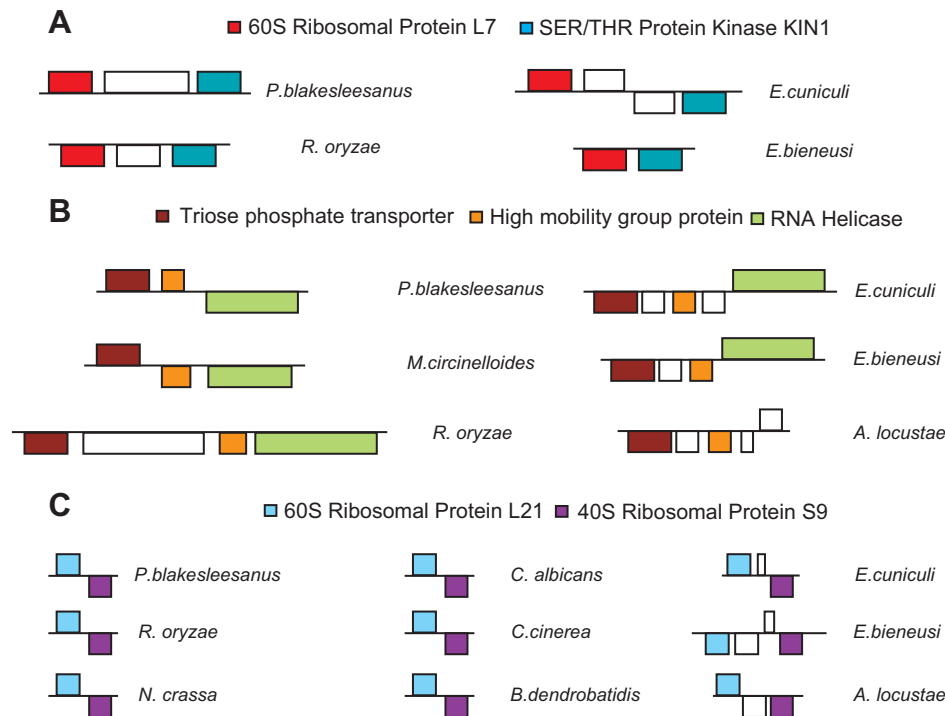 A
60S Ribosomal Protein L7 SER/THR Protein Kinase KIN1
P.blakesleesanus E.cuniculi
R. oryzae E.bieneusi
B
Triose phosphate transporter High mobility group protein RNA Helicase
P.blakesleesanus E.cuniculi
M.circinelloides E.bieneusi
R. oryzae A. locustae
C
60S Ribosomal Protein L21 40S Ribosomal Protein S9
P.blakesleesanus C. albicans E.cuniculi
R. oryzae C.cinerea E.bieneusi
N. crassa B.dendrobatidis A. locustae